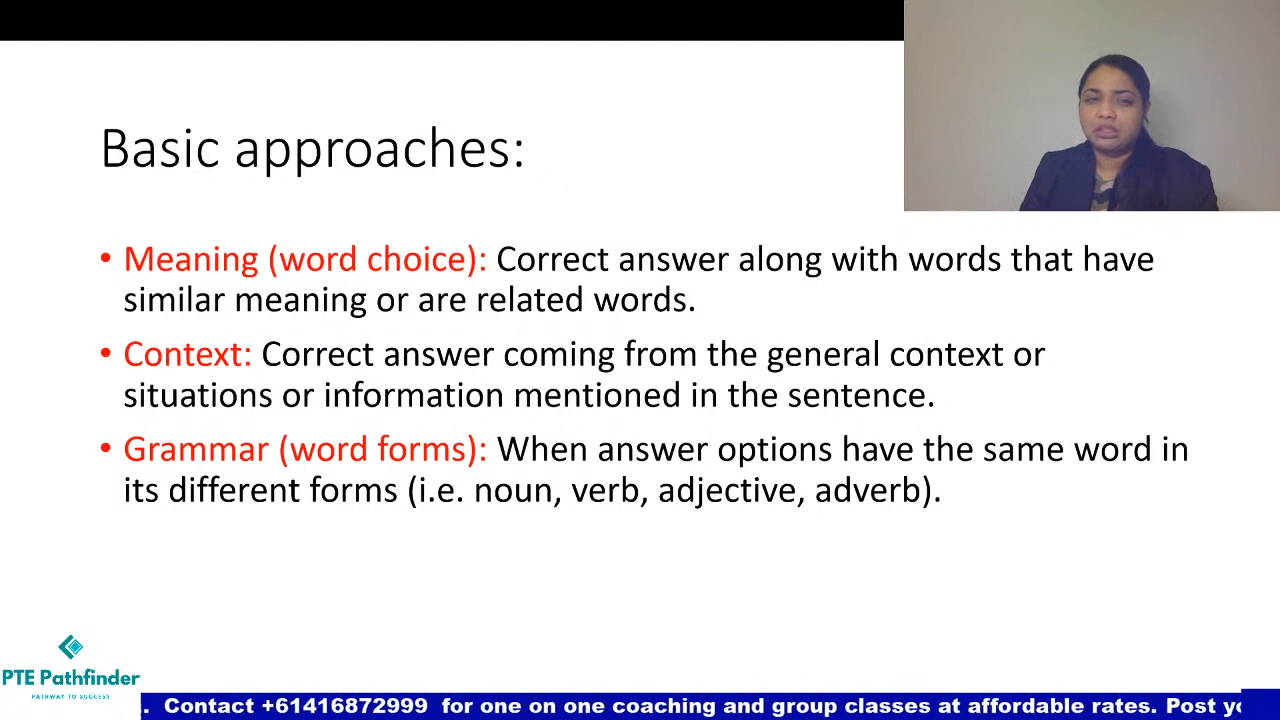 Basic approaches:
• Meaning (word choice): Correct answer along with words that have
similar meaning or are related words.
• Context: Correct answer coming from the general context or
situations or information mentioned in the sentence.
• Grammar (word forms): When answer options have the same word in
its different forms (i.e. noun, verb, adjective, adverb).
PTE Pathfinder
PATHWAY TO SUCCESS
. Contact +61416872999 for one on one coaching and group classes at affordable rates. Post